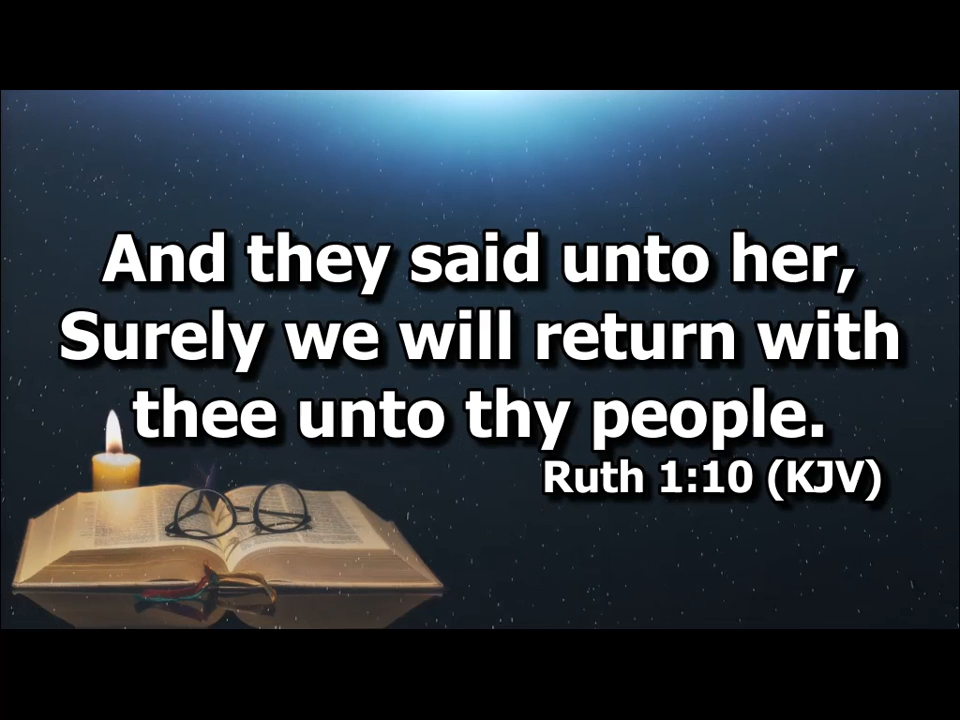 And they said unto her,
Surely we will return with
thee unto thy people.
Ruth 1:10 (KJV)